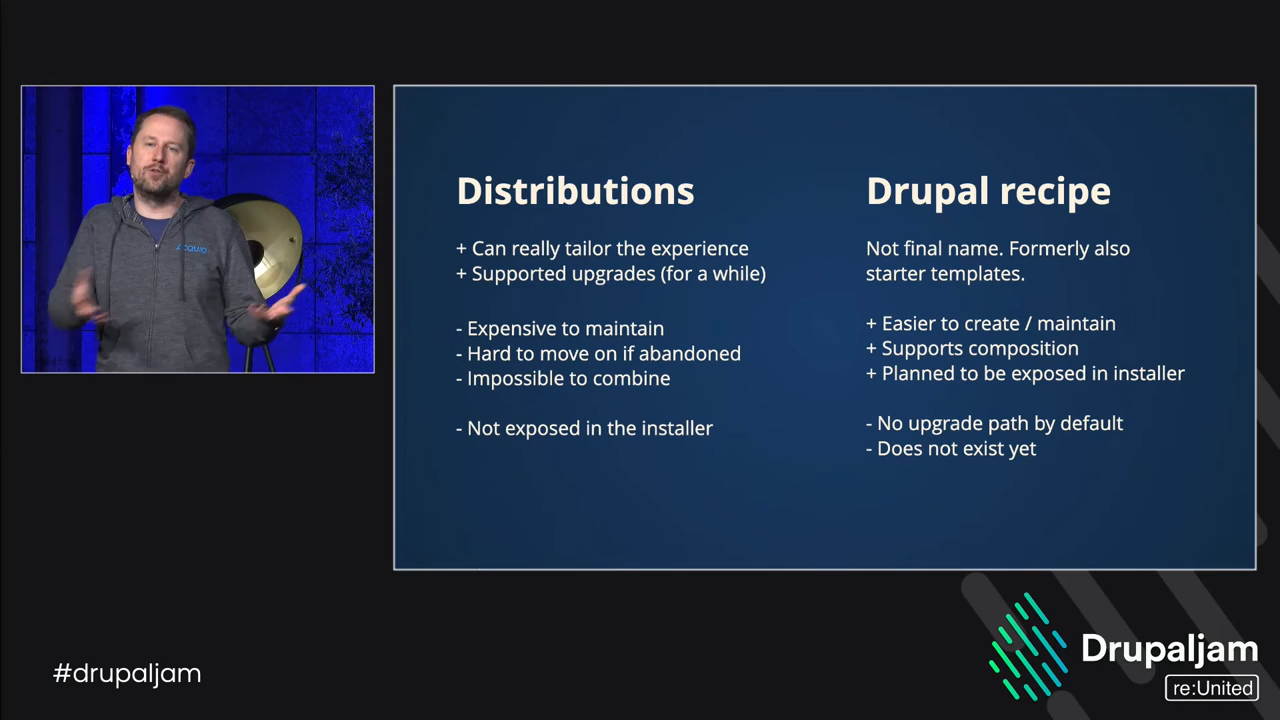 ACQUIA
Distributions
+ Can really tailor the experience
+ Supported upgrades (for a while)
- Expensive to maintain
- Hard to move on if abandoned
- Impossible to combine
- Not exposed in the installer
Drupal recipe
Not final name. Formerly also
starter templates.
+ Easier to create / maintain
+ Supports composition
+ Planned to be exposed in installer
- No upgrade path by default
- Does not exist yet
#drupaljam
Drupaljam
re:United